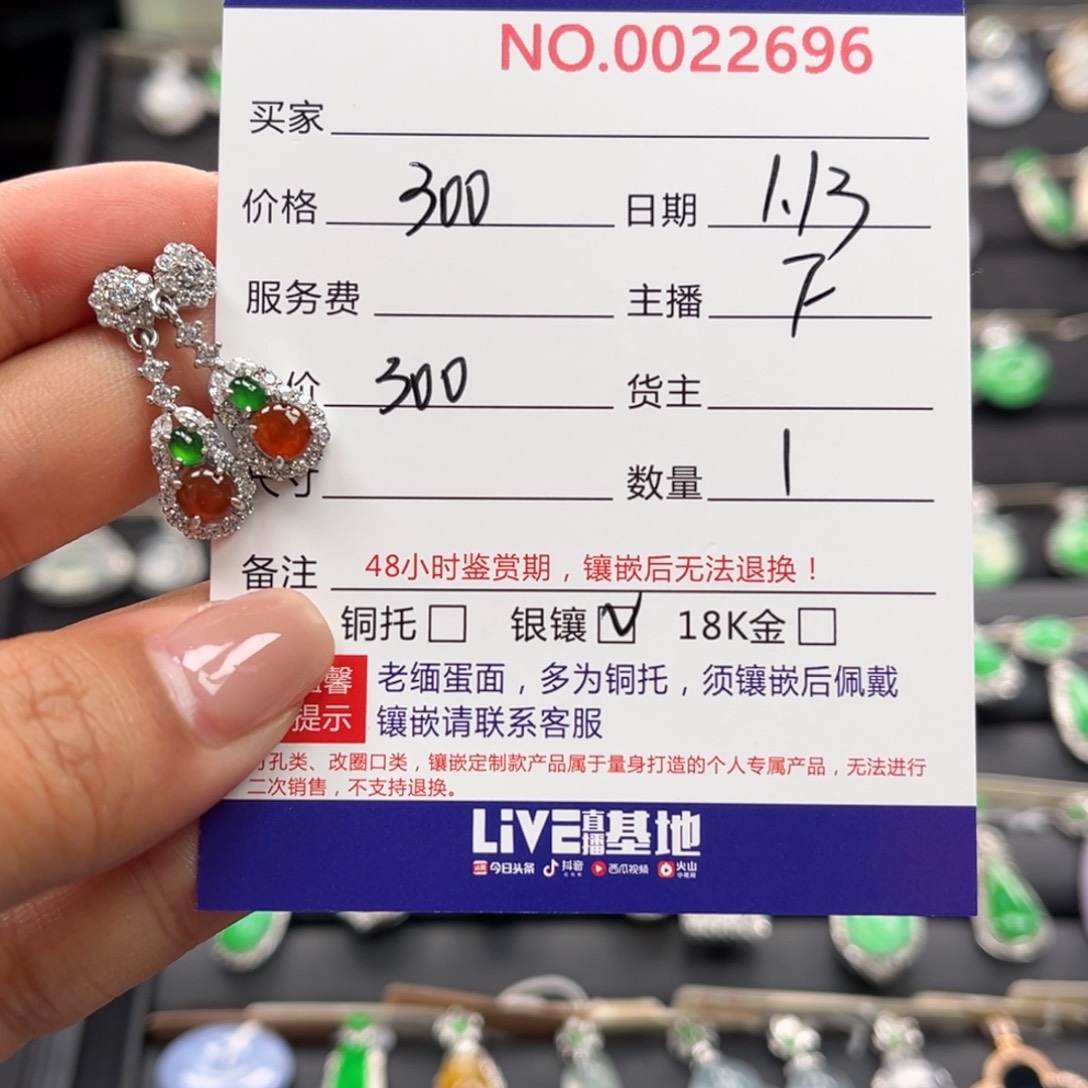 NO.0022696
买家
价格 300 日期 1.13
服务费 主播 F
价 300 货主
寸 数量 1
备注 48小时鉴赏期，镶嵌后无法退换！
铜托 银镶 18K金
馨 老缅蛋面，多为铜托，须镶嵌后佩戴
提示 镶嵌请联系客服
孔类、改圈口类，镶嵌定制款产品属于量身打造的个人专属产品，无法进行
二次销售，不支持退换。
LiVE直播基地
今日头条 抖音 西瓜视频 火山小视频